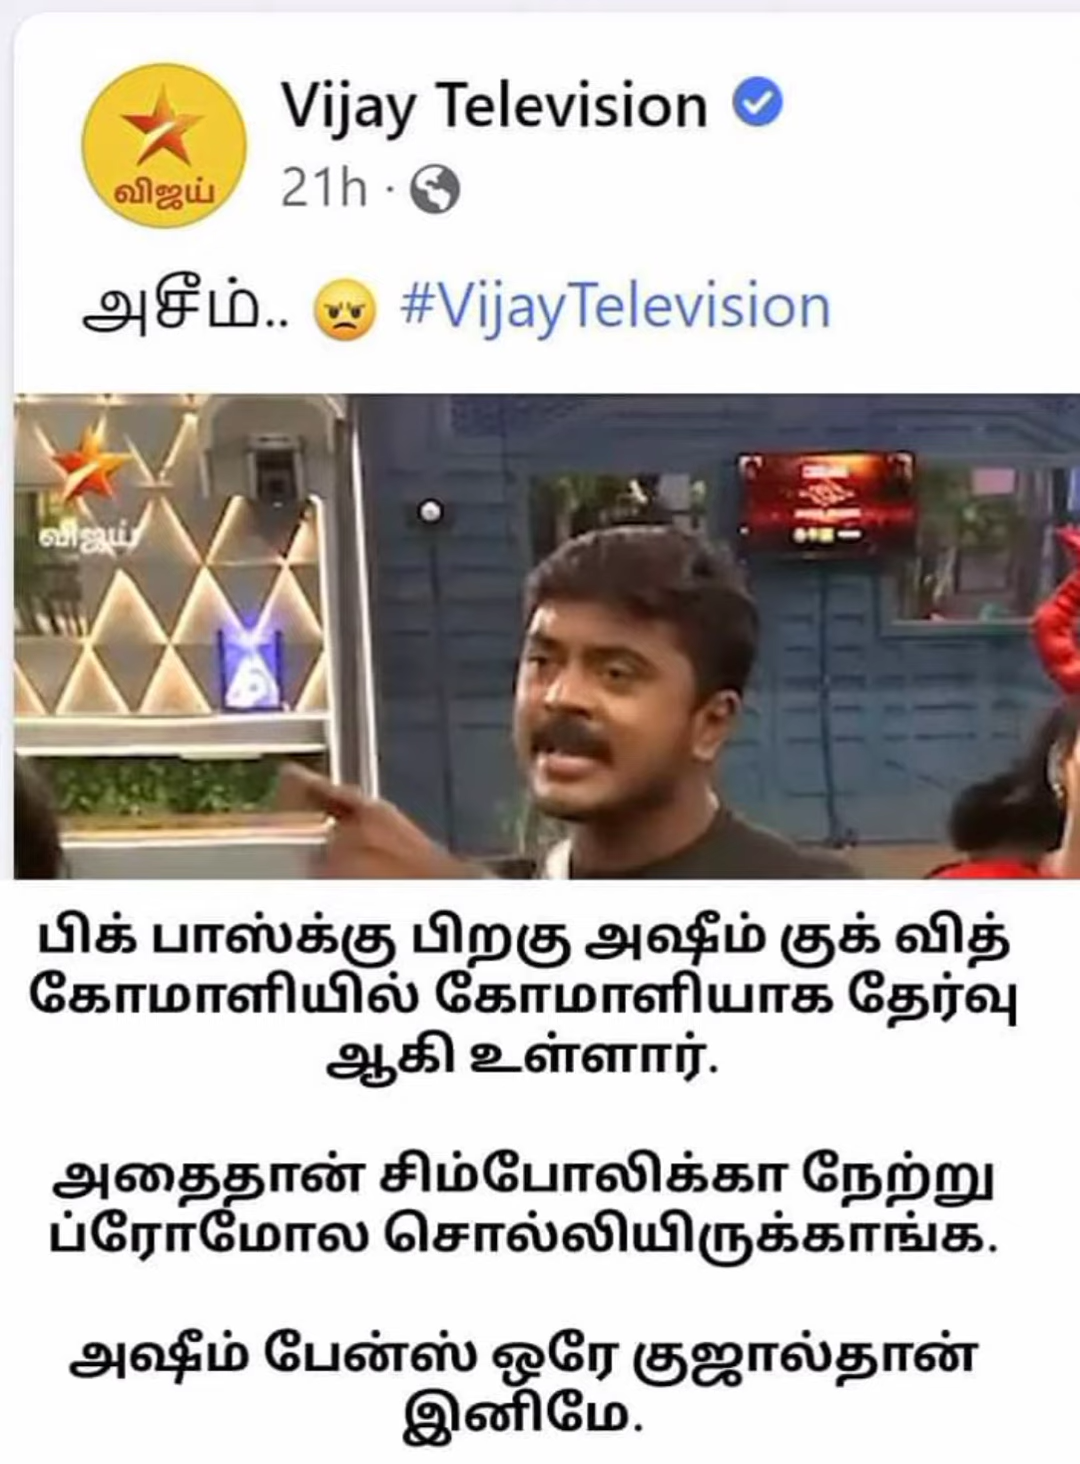 விஜய்
Vijay Television
21h
அசீம்.. 😠 #VijayTelevision
விஜய்
பிக் பாஸ்க்கு பிறகு அஷீம் குக் வித்
கோமாளியில் கோமாளியாக தேர்வு
ஆகி உள்ளார்.
அதைதான் சிம்போலிக்கா நேற்று
ப்ரோமோல சொல்லியிருக்காங்க.
அஷீம் பேன்ஸ் ஒரே குஜால்தான்
இனிமே.